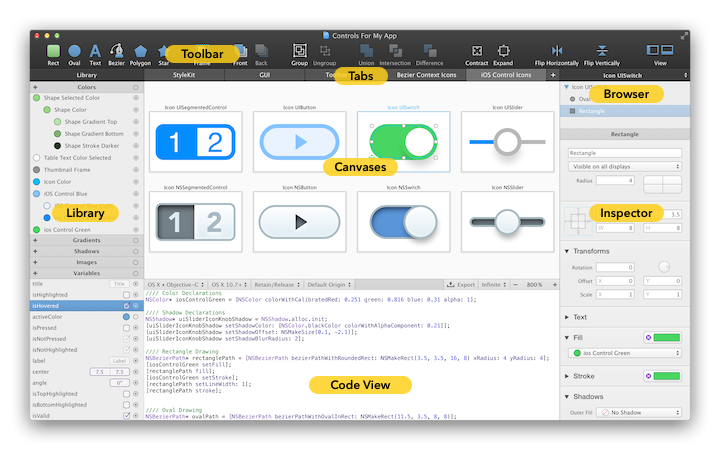 Controls For My App
Rect Oval Text Bezier Polygon Star Frame Front Back Group Ungroup Union Intersection Difference Contract Expand Flip Horizontally Flip Vertically View
Toolbar
Library StyleKit GUI Bezier Context Icons iOS Control Icons + Icon UISwitch
Tabs
Browser
Rectangle
+ Colors
Shape Selected Color
Shape Color
Shape Gradient Top
Shape Gradient Bottom
Shape Stroke Darker
Table Text Color Selected
Thumbnail Frame
Icon Color
iOS Control Blue
Library
ios Control Green
+ Gradients
+ Shadows
+ Images
+ Variables
title Title
isHighlighted
isHovered
activeColor
isPressed
isNotPressed
isNotHighlighted
label Label
center 7.5 7.5
angle 0°
isTopHighlighted
isBottomHighlighted
isValid
Icon UISegmentedControl Icon UIButton Icon UISwitch Icon UISlider
1 2
Canvases
Icon NSSegmentedControl Icon NSButton Icon NSSwitch Icon NSSlider
1 2
OS X • Objective-C OS X 10.7+ Retain/Release Default Origin Export Infinite − 800% +
//// Color Declarations
NSColor* iosControlGreen = [NSColor colorWithCalibratedRed: 0.251 green: 0.816 blue: 0.31 alpha: 1];
//// Shadow Declarations
NSShadow* uiSliderIconKnobShadow = NSShadow.alloc.init;
[uiSliderIconKnobShadow setShadowColor: [NSColor.blackColor colorWithAlphaComponent: 0.21]];
[uiSliderIconKnobShadow setShadowOffset: NSMakeSize(0.1, -2.1)];
[uiSliderIconKnobShadow setShadowBlurRadius: 2];
//// Rectangle Drawing
NSBezierPath* rectanglePath = [NSBezierPath bezierPathWithRoundedRect: NSMakeRect(3.5, 3.5, 16, 8) xRadius: 4 yRadius: 4];
[iosControlGreen setFill];
[rectanglePath fill];
[iosControlGreen setStroke];
[rectanglePath setLineWidth: 1];
[rectanglePath stroke];
Code View
//// Oval Drawing
NSBezierPath* ovalPath = [NSBezierPath bezierPathWithOvalInRect: NSMakeRect(11.5, 3.5, 8, 8)];
Rectangle
Rectangle
Visible on all displays
Radius 4
Inspector
3.5
W 8 H 8
Transforms
Rotation 0
Offset X 0 Y 0
Scale X 1 Y 1
Text
Fill
ios Control Green
Stroke
Shadows
Outer Fill No Shadow